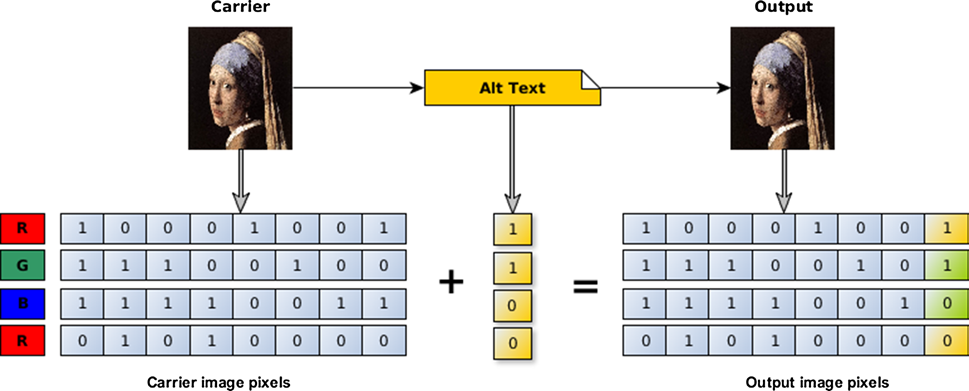 Carrier
Output
Alt Text
R 1 0 0 0 1 0 0 1 1 1 0 0 0 1 0 0 1
G 1 1 1 0 0 1 0 0 + 1 = 1 1 1 0 0 1 0 1
B 1 1 1 1 0 0 1 1 0 1 1 1 1 0 0 1 0
R 0 1 0 1 0 0 0 0 0 0 1 0 1 0 0 0 0
Carrier image pixels
Output image pixels